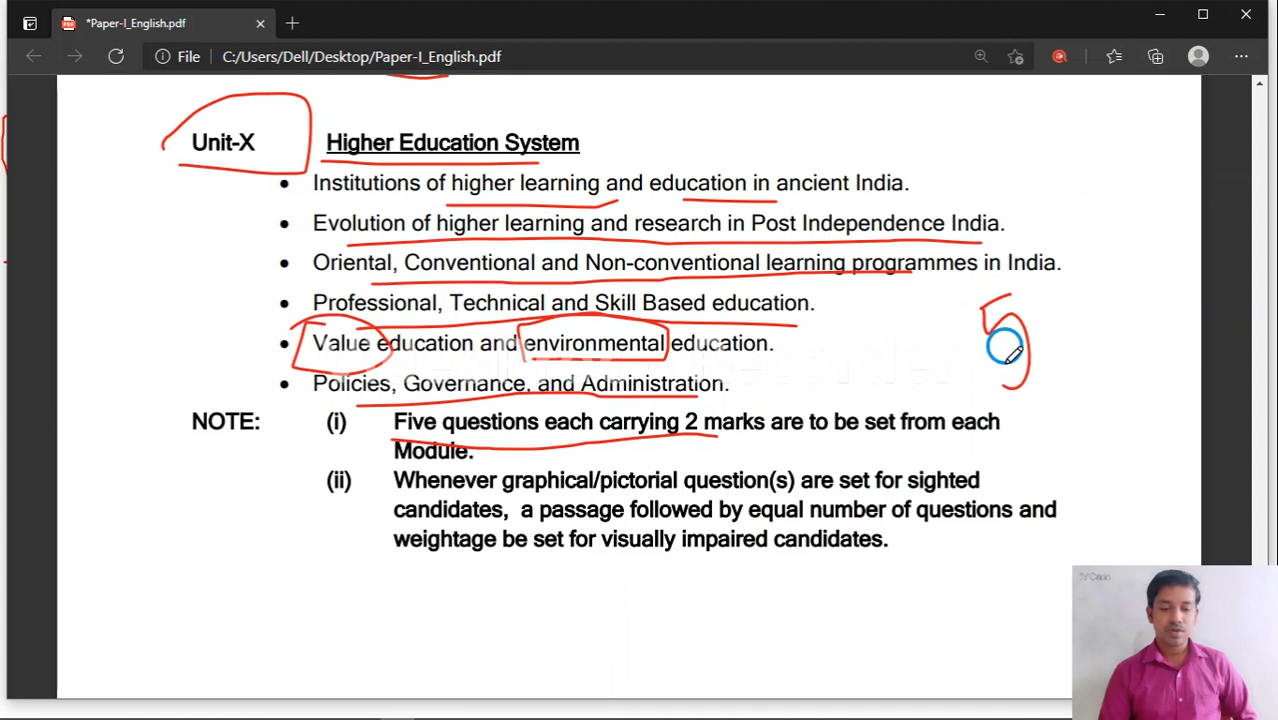 *Paper-I_English.pdf
File C:/Users/Dell/Desktop/Paper-I_English.pdf
Unit-X Higher Education System
• Institutions of higher learning and education in ancient India.
• Evolution of higher learning and research in Post Independence India.
• Oriental, Conventional and Non-conventional learning programmes in India.
• Professional, Technical and Skill Based education.
• Value education and environmental education.
• Policies, Governance, and Administration.
5
NOTE: (i) Five questions each carrying 2 marks are to be set from each
Module.
(ii) Whenever graphical/pictorial question(s) are set for sighted
candidates, a passage followed by equal number of questions and
weightage be set for visually impaired candidates.